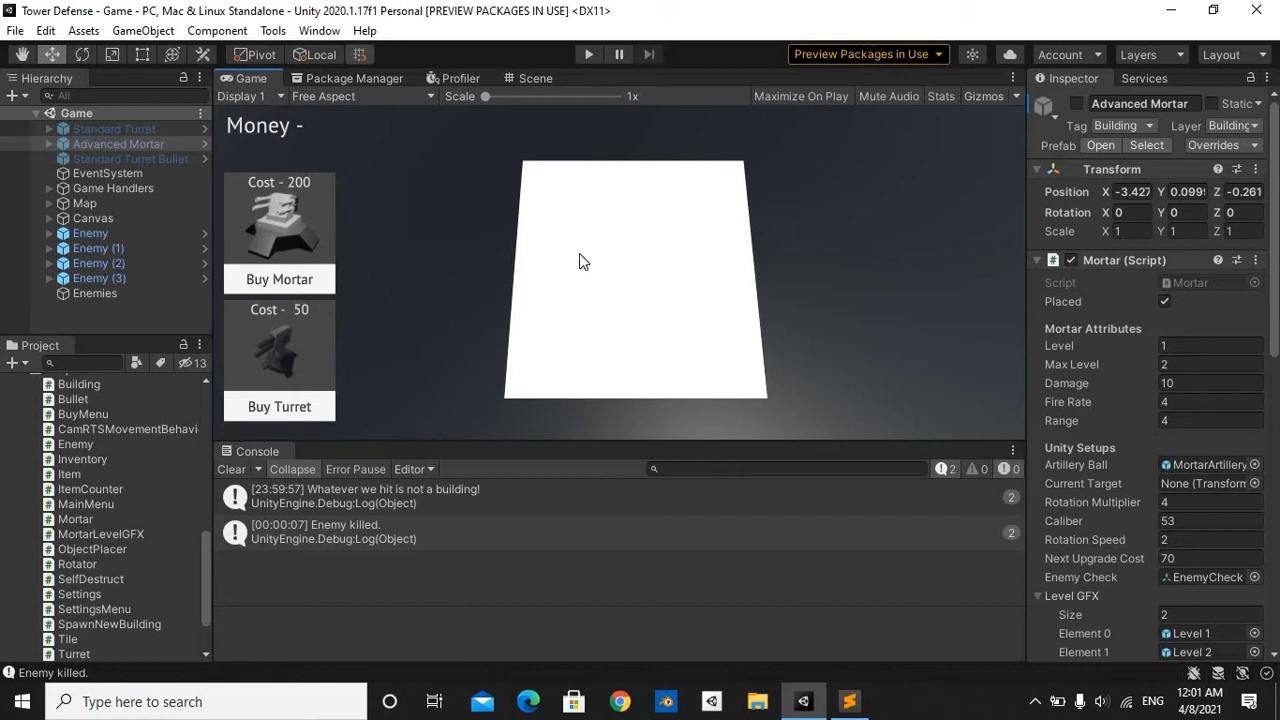 Tower Defense - Game - PC, Mac & Linux Standalone - Unity 2020.1.17f1 Personal [PREVIEW PACKAGES IN USE] <DX11>
File Edit Assets GameObject Component Tools Window Help
Pivot Local Preview Packages in Use Account Layers Layout
Hierarchy
All
Game
Standard Turret
Advanced Mortar
Standard Turret Bullet
EventSystem
Game Handlers
Map
Canvas
Enemy
Enemy (1)
Enemy (2)
Enemy (3)
Enemies
Project
13
Building
Bullet
BuyMenu
CamRTSMovementBehavi
Enemy
Inventory
Item
ItemCounter
MainMenu
Mortar
MortarLevelGFX
ObjectPlacer
Rotator
SelfDestruct
Settings
SettingsMenu
SpawnNewBuilding
Tile
Turret
Game Package Manager Profiler Scene
Display 1 Free Aspect Scale 1x Maximize On Play Mute Audio Stats Gizmos
Money -
Cost - 200
Buy Mortar
Cost - 50
Buy Turret
Console
Clear Collapse Error Pause Editor 2 0 0
[23:59:57] Whatever we hit is not a building!
UnityEngine.Debug:Log(Object)
2
[00:00:07] Enemy killed.
UnityEngine.Debug:Log(Object)
2
Inspector Services
Advanced Mortar Static
Tag Building Layer Building
Prefab Open Select Overrides
Transform
Position X -3.427 Y 0.099 Z -0.261
Rotation X 0 Y 0 Z 0
Scale X 1 Y 1 Z 1
Mortar (Script)
Script Mortar
Placed
Mortar Attributes
Level 1
Max Level 2
Damage 10
Fire Rate 4
Range 4
Unity Setups
Artillery Ball MortarArtillery
Current Target None (Transform
Rotation Multiplier 4
Caliber 53
Rotation Speed 2
Next Upgrade Cost 70
Enemy Check EnemyCheck
Level GFX
Size 2
Element 0 Level 1
Element 1 Level 2
Enemy killed.
Type here to search
ENG
12:01 AM
4/8/2021